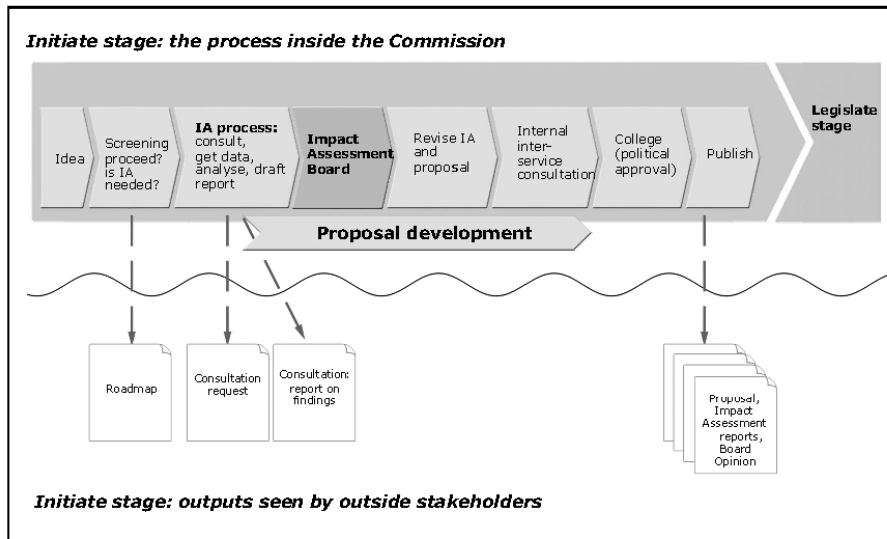 Initiate stage: the process inside the Commission
Idea
Screening
proceed?
is IA
needed?
IA process:
consult,
get data,
analyse, draft
report
Impact
Assessment
Board
Revise IA
and
proposal
Internal
inter-
service
consultation
College
(political
approval)
Publish
Legislate
stage
Proposal development
Roadmap
Consultation
request
Consultation:
report on
findings
Proposal,
Impact
Assessment
reports,
Board
Opinion
Initiate stage: outputs seen by outside stakeholders